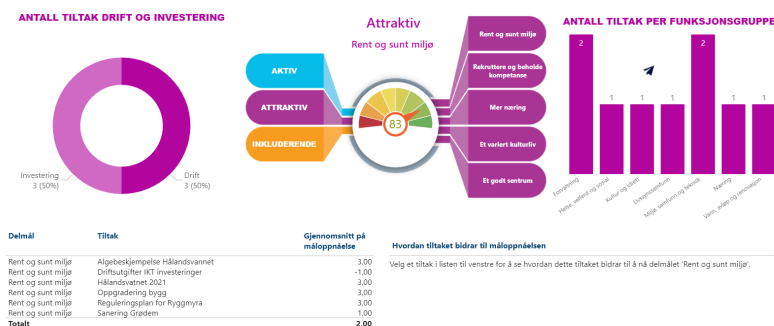 ANTALL TILTAK DRIFT OG INVESTERING
Investering
3 (50%)
Drift
3 (50%)
Attraktiv
Rent og sunt miljø
AKTIV
ATTRAKTIV
INKLUDERENDE
83
Rent og sunt miljø
Rekruttere og beholde
kompetanse
Mer næring
Et variert kulturliv
Et godt sentrum
ANTALL TILTAK PER FUNKSJONSGRUPPE
2
1
1
1
2
1
1
Forvaltning
Helse, velferd og sosial
Kultur og idrett
Livssynssamfunn
Miljø, samfunn og teknisk
Næring
Vann, avløp og renovasjon
Delmål Tiltak Gjennomsnitt på
måloppnåelse
Rent og sunt miljø Algebeskjempelse Hålandsvannet 3,00
Rent og sunt miljø Driftsutgifter IKT investeringer -1,00
Rent og sunt miljø Hålandsvatnet 2021 3,00
Rent og sunt miljø Oppgradering bygg 3,00
Rent og sunt miljø Reguleringsplan for Ryggmyra 3,00
Rent og sunt miljø Sanering Grødem 1,00
Totalt 2,00
Hvordan tiltaket bidrar til måloppnåelsen
Velg et tiltak i listen til venstre for å se hvordan dette tiltaket bidrar til å nå delmålet 'Rent og sunt miljø'.